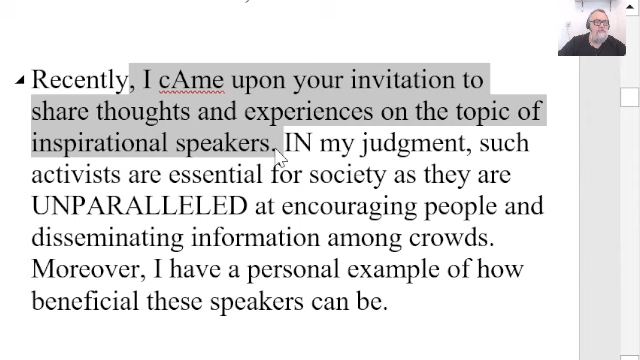 Recently, I cAme upon your invitation to
share thoughts and experiences on the topic of
inspirational speakers. IN my judgment, such
activists are essential for society as they are
UNPARALLELED at encouraging people and
disseminating information among crowds.
Moreover, I have a personal example of how
beneficial these speakers can be.